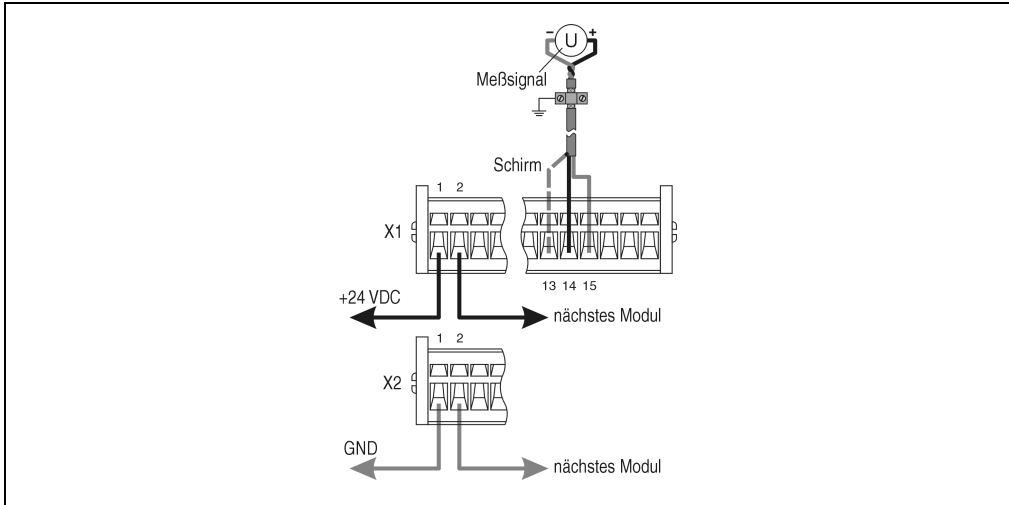 − U +
Meßsignal
Schirm
1 2
X1
13 14 15
+24 VDC
nächstes Modul
1 2
X2
GND
nächstes Modul